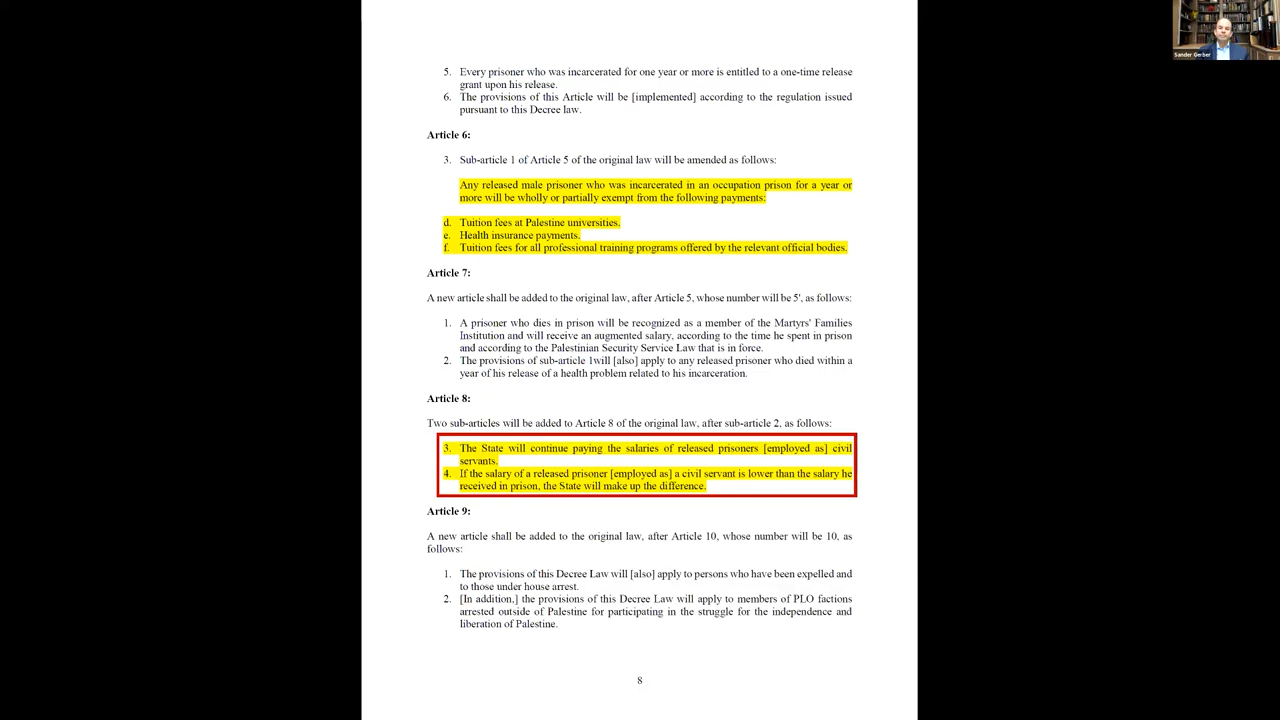 Sander Gerber
5. Every prisoner who was incarcerated for one year or more is entitled to a one-time release
grant upon his release.
6. The provisions of this Article will be [implemented] according to the regulation issued
pursuant to this Decree law.
Article 6:
3. Sub-article 1 of Article 5 of the original law will be amended as follows:
Any released male prisoner who was incarcerated in an occupation prison for a year or
more will be wholly or partially exempt from the following payments:
d. Tuition fees at Palestine universities.
e. Health insurance payments.
f. Tuition fees for all professional training programs offered by the relevant official bodies.
Article 7:
A new article shall be added to the original law, after Article 5, whose number will be 5', as follows:
1. A prisoner who dies in prison will be recognized as a member of the Martyrs' Families
Institution and will receive an augmented salary, according to the time he spent in prison
and according to the Palestinian Security Service Law that is in force.
2. The provisions of sub-article 1will [also] apply to any released prisoner who died within a
year of his release of a health problem related to his incarceration.
Article 8:
Two sub-articles will be added to Article 8 of the original law, after sub-article 2, as follows:
3. The State will continue paying the salaries of released prisoners [employed as] civil
servants.
4. If the salary of a released prisoner [employed as] a civil servant is lower than the salary he
received in prison, the State will make up the difference.
Article 9:
A new article shall be added to the original law, after Article 10, whose number will be 10, as
follows:
1. The provisions of this Decree Law will [also] apply to persons who have been expelled and
to those under house arrest.
2. [In addition,] the provisions of this Decree Law will apply to members of PLO factions
arrested outside of Palestine for participating in the struggle for the independence and
liberation of Palestine.
8